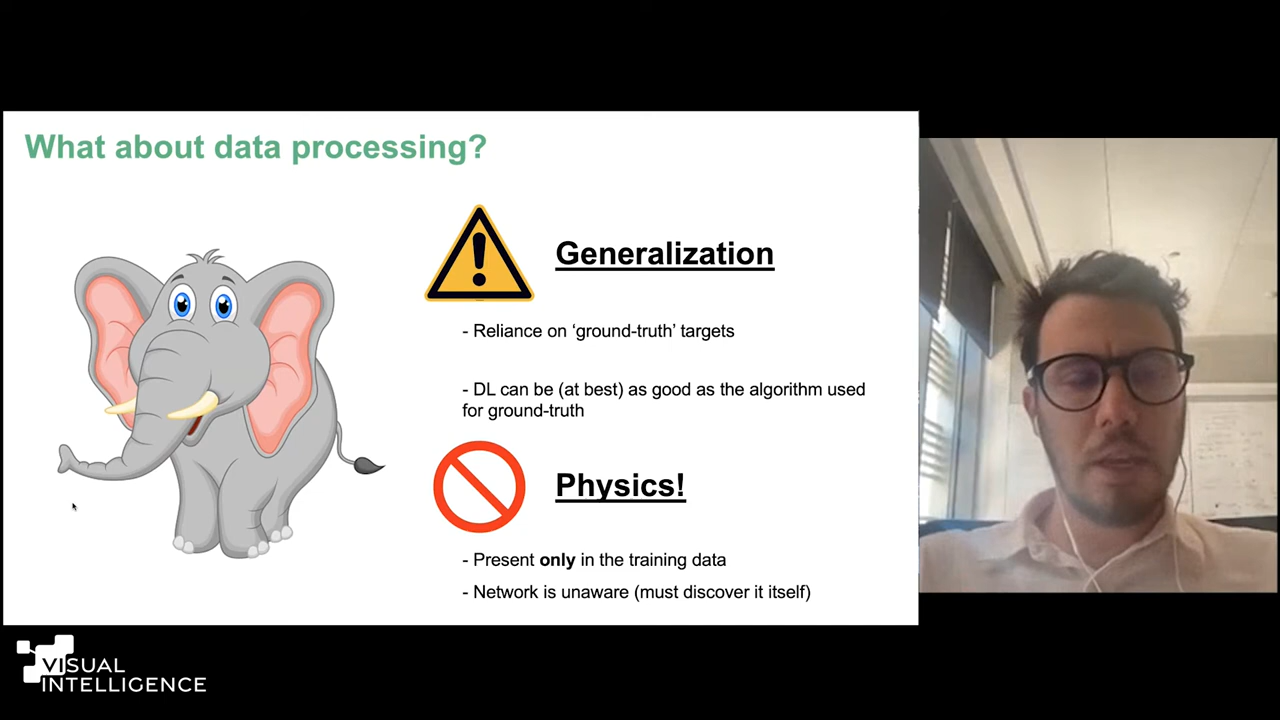 What about data processing?
Generalization
- Reliance on ‘ground-truth’ targets
- DL can be (at best) as good as the algorithm used
for ground-truth
Physics!
- Present only in the training data
- Network is unaware (must discover it itself)
VISUAL
INTELLIGENCE